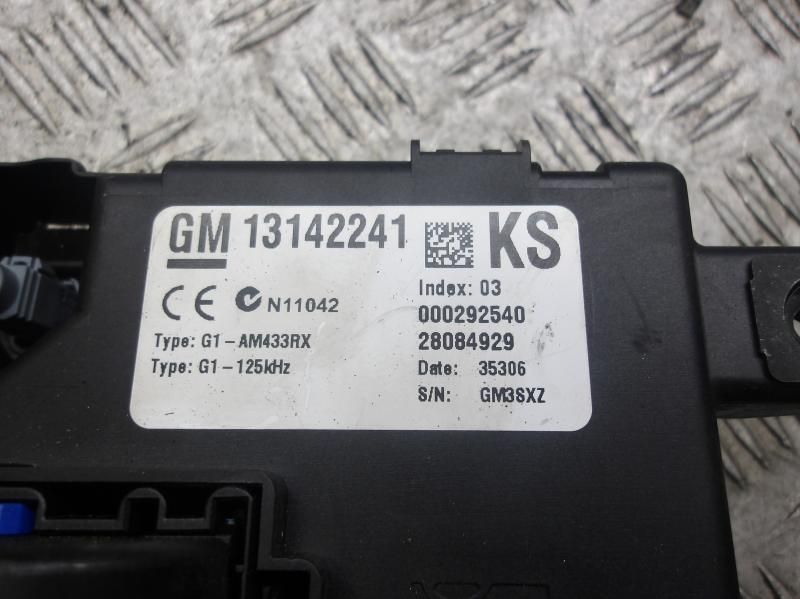 GM 13142241 KS
CE N11042
Index: 03
000292540
Type: G1-AM433RX
28084929
Type: G1-125kHz
Date: 35306
S/N: GM3SXZ